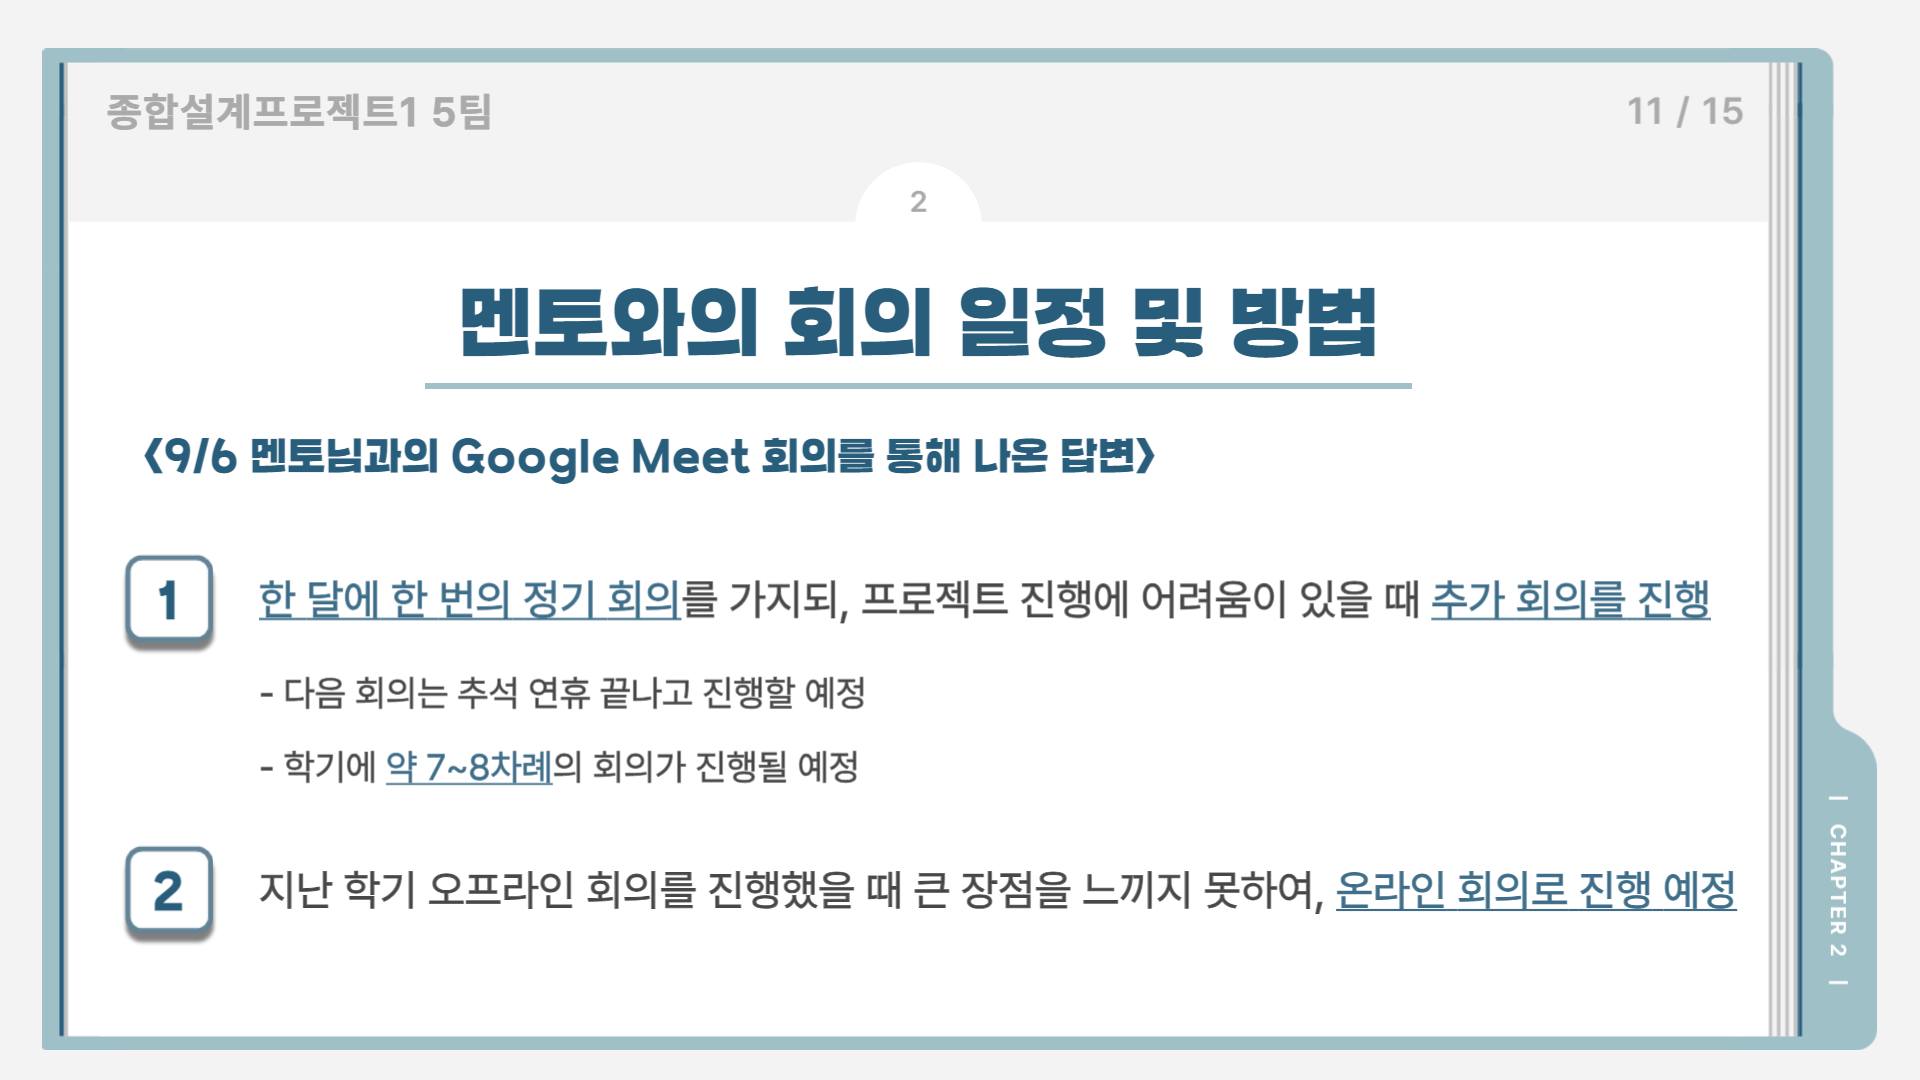 종합설계프로젝트1 5팀
11 / 15
2
멘토와의 회의 일정 및 방법
<9/6 멘토님과의 Google Meet 회의를 통해 나온 답변>
1
한 달에 한 번의 정기 회의를 가지되, 프로젝트 진행에 어려움이 있을 때 추가 회의를 진행
- 다음 회의는 추석 연휴 끝나고 진행할 예정
- 학기에 약 7~8차례의 회의가 진행될 예정
2
지난 학기 오프라인 회의를 진행했을 때 큰 장점을 느끼지 못하여, 온라인 회의로 진행 예정
| CHAPTER 2 |